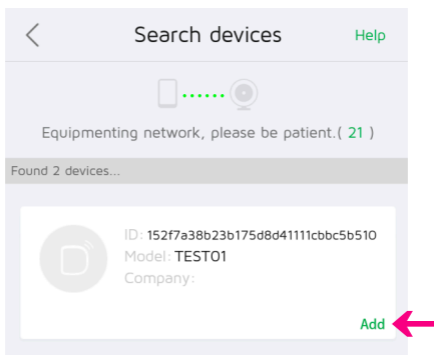 Search devices
Help
Equipmenting network, please be patient.( 21 )
Found 2 devices...
ID: 152f7a38b23b175d8d41111cbbc5b510
Model: TEST01
Company:
Add